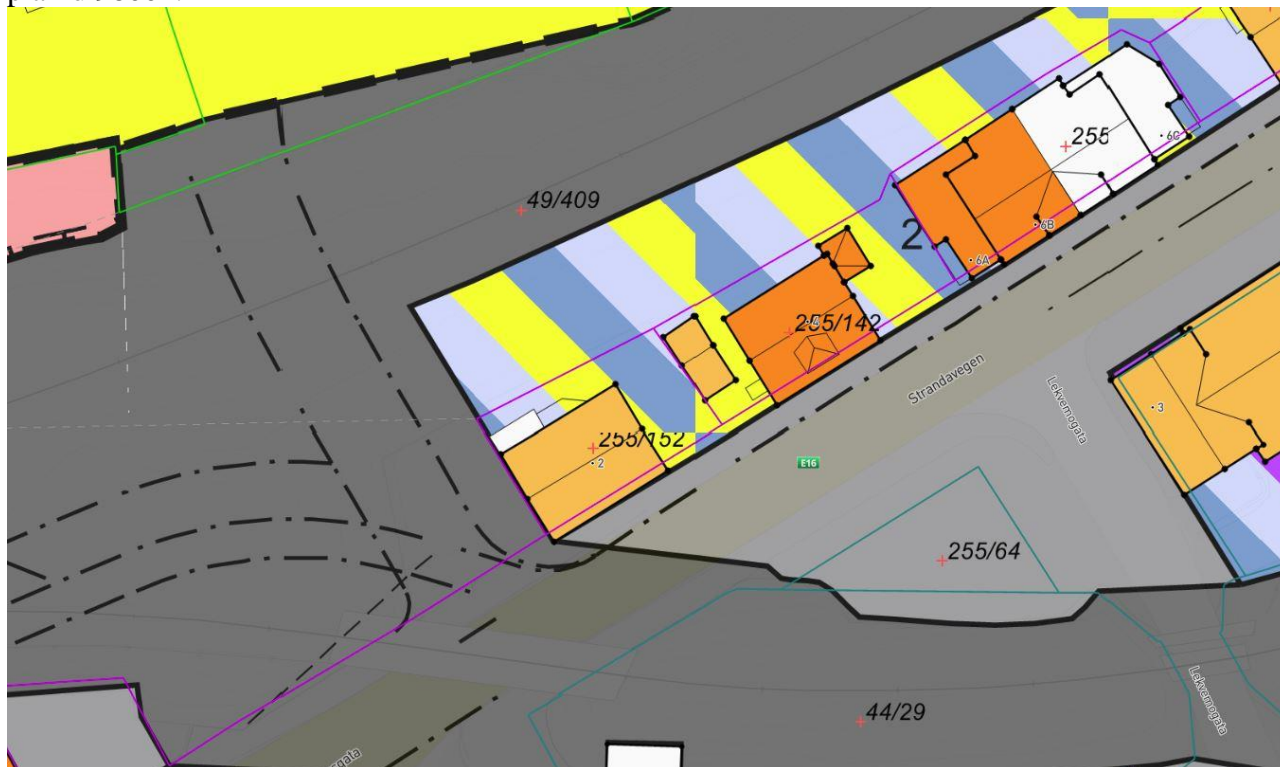 255
6C
49/409
2
6B
6A
255/142
Strandavegen
Lekvemogata
3
255/152
2
E16
255/64
Lekvemogata
44/29